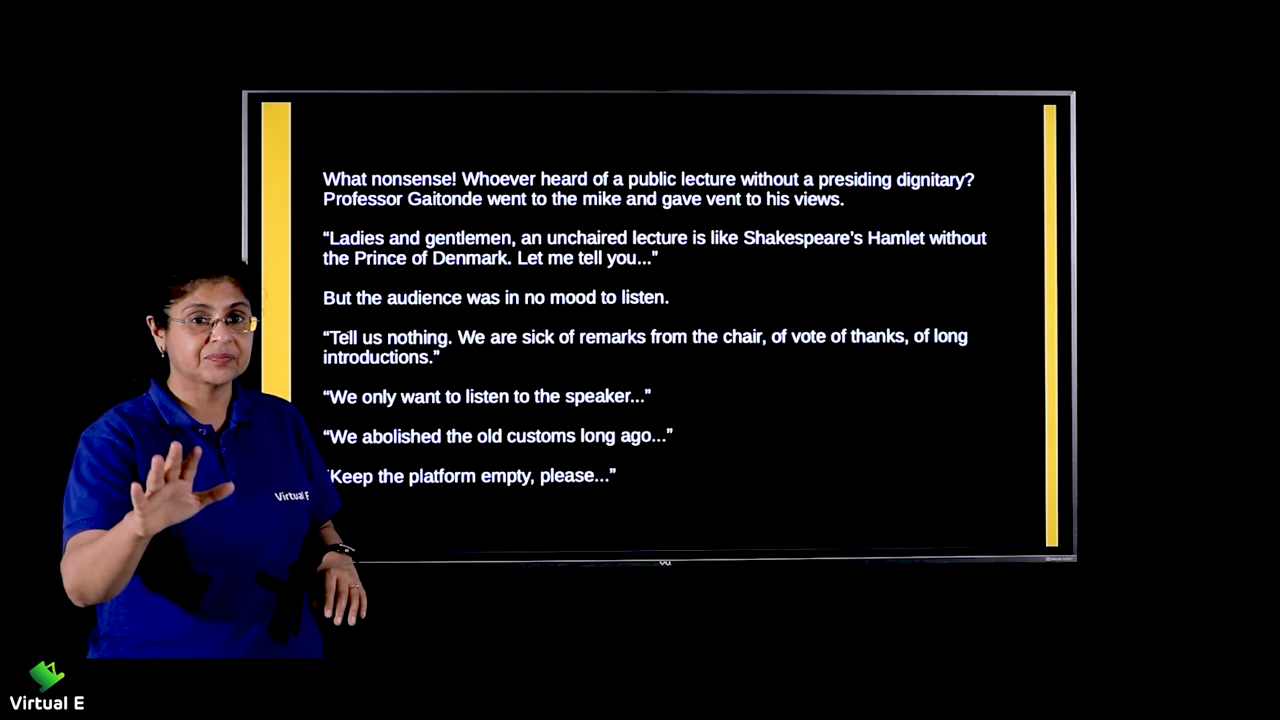 What nonsense! Whoever heard of a public lecture without a presiding dignitary?
Professor Gaitonde went to the mike and gave vent to his views.
“Ladies and gentlemen, an unchaired lecture is like Shakespeare’s Hamlet without
the Prince of Denmark. Let me tell you...”
But the audience was in no mood to listen.
“Tell us nothing. We are sick of remarks from the chair, of vote of thanks, of long
introductions.”
“We only want to listen to the speaker...”
“We abolished the old customs long ago...”
“Keep the platform empty, please...”
Virtual E
VU
Virtual E